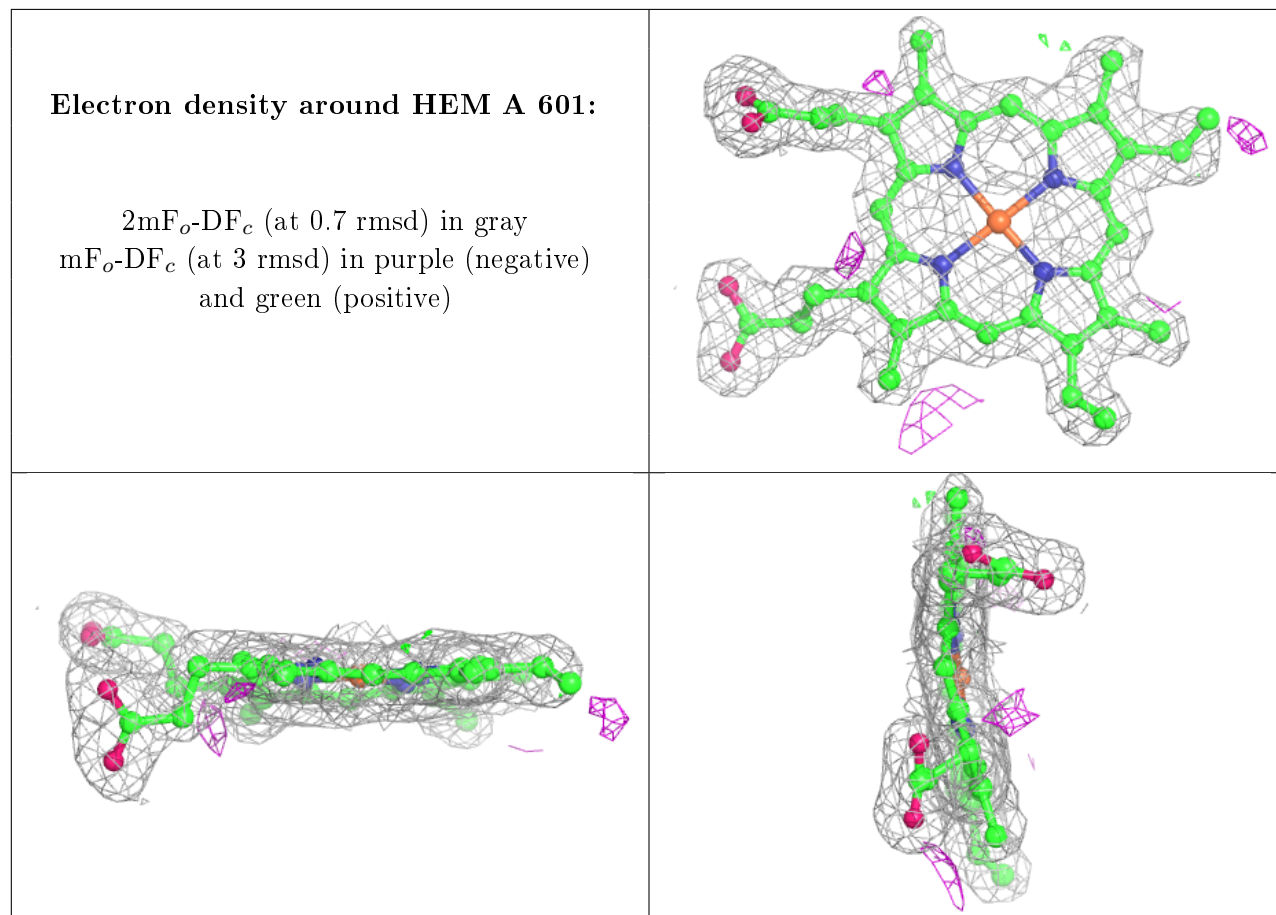 Electron density around HEM A 601:
2mFo-DFc (at 0.7 rmsd) in gray
mFo-DFc (at 3 rmsd) in purple (negative)
and green (positive)